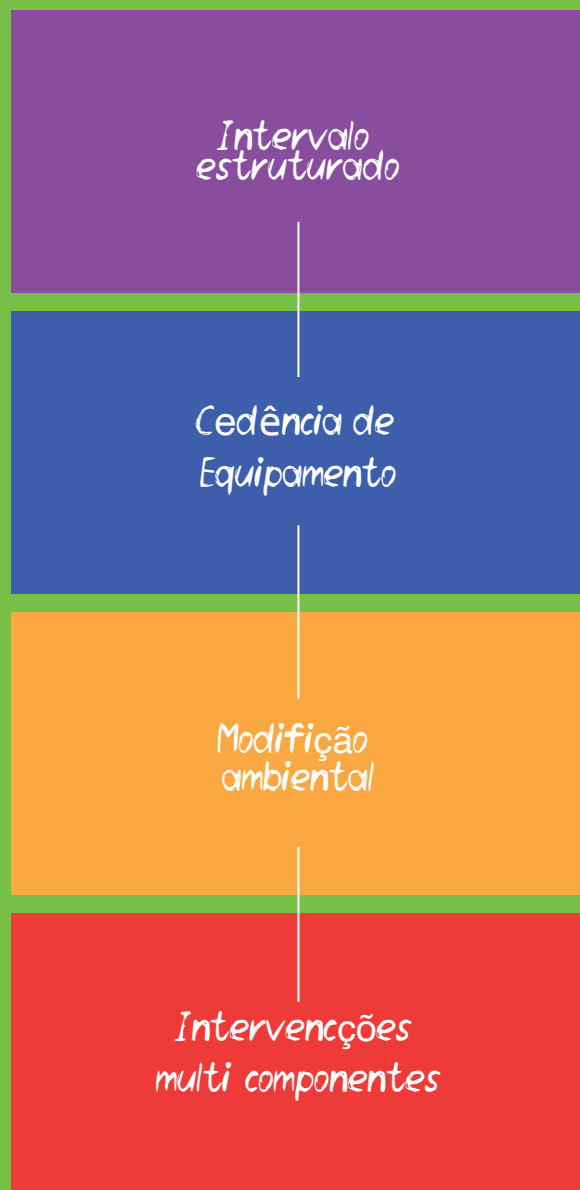 Intervalo
estruturado
Cedência de
Equipamento
Modifição
ambiental
Intervencções
multi componentes